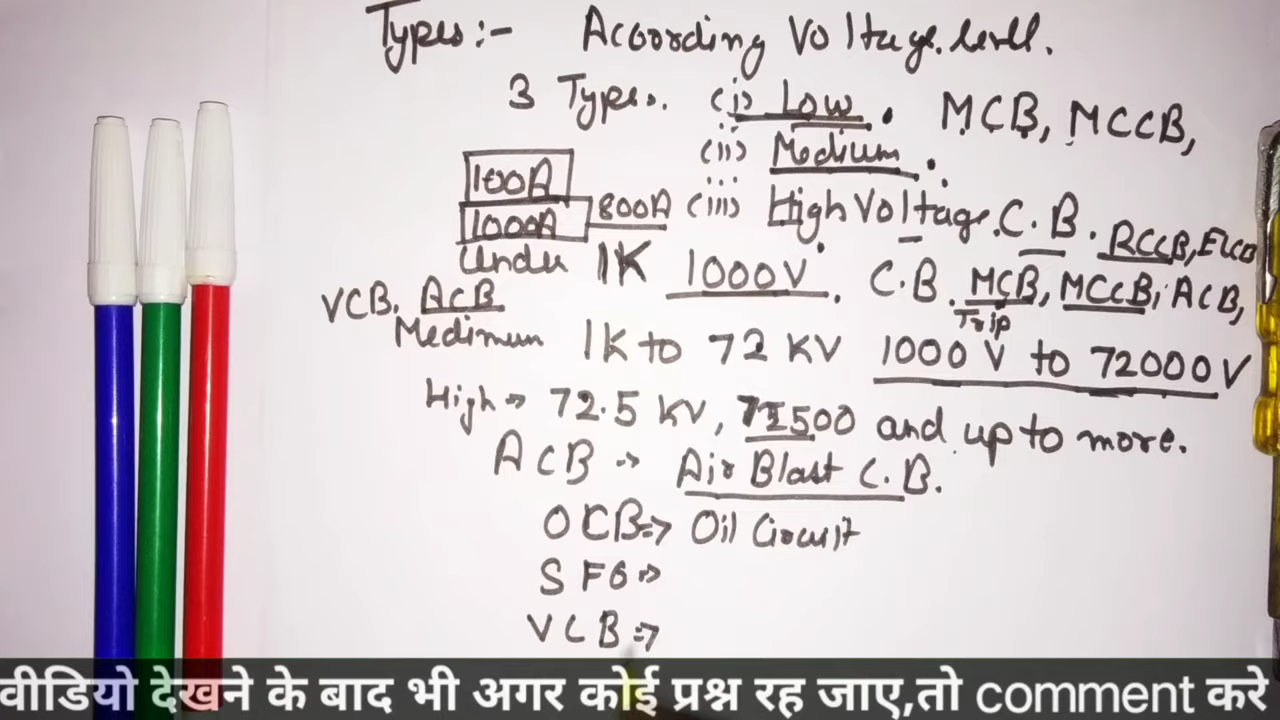 Types:- According Voltage level.
3 Types. (i) Low. MCB, MCCB,
(ii) Medium.
100A
1000A 800A (iii) High Voltage. C.B. RCCB, ELCB
Under 1K 1000V. C.B. MCB, MCCB, ACB,
Trip
VCB. ACB
Medimum 1K to 72 KV 1000 V to 72000 V
High → 72.5 KV, 72500 and up to more.
ACB → Air Blast C.B.
OCB → Oil Circuit
SF6 →
VCB →
वीडियो देखने के बाद भी अगर कोई प्रश्न रह जाए,तो comment करे